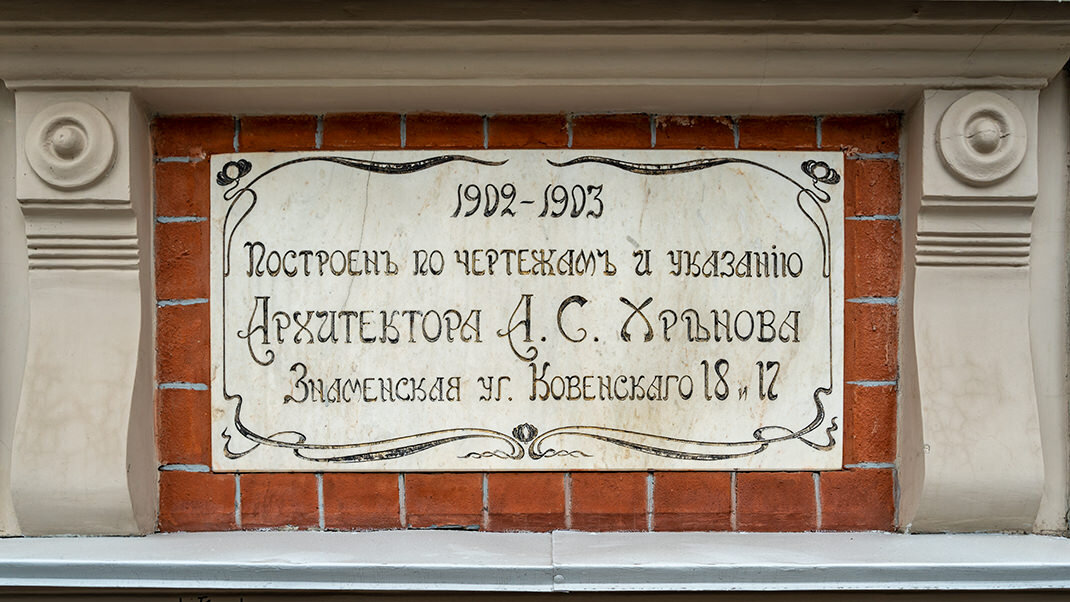 1902-1903
Построенъ по чертежамъ и указанію
Архитектора А. С. Хрѣнова
Знаменская уг. Ковенскаго 18 и 17